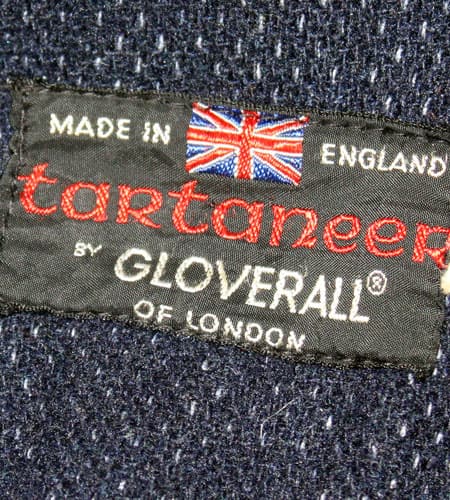 MADE IN ENGLAND
tartaneer
BY GLOVERALL®
OF LONDON